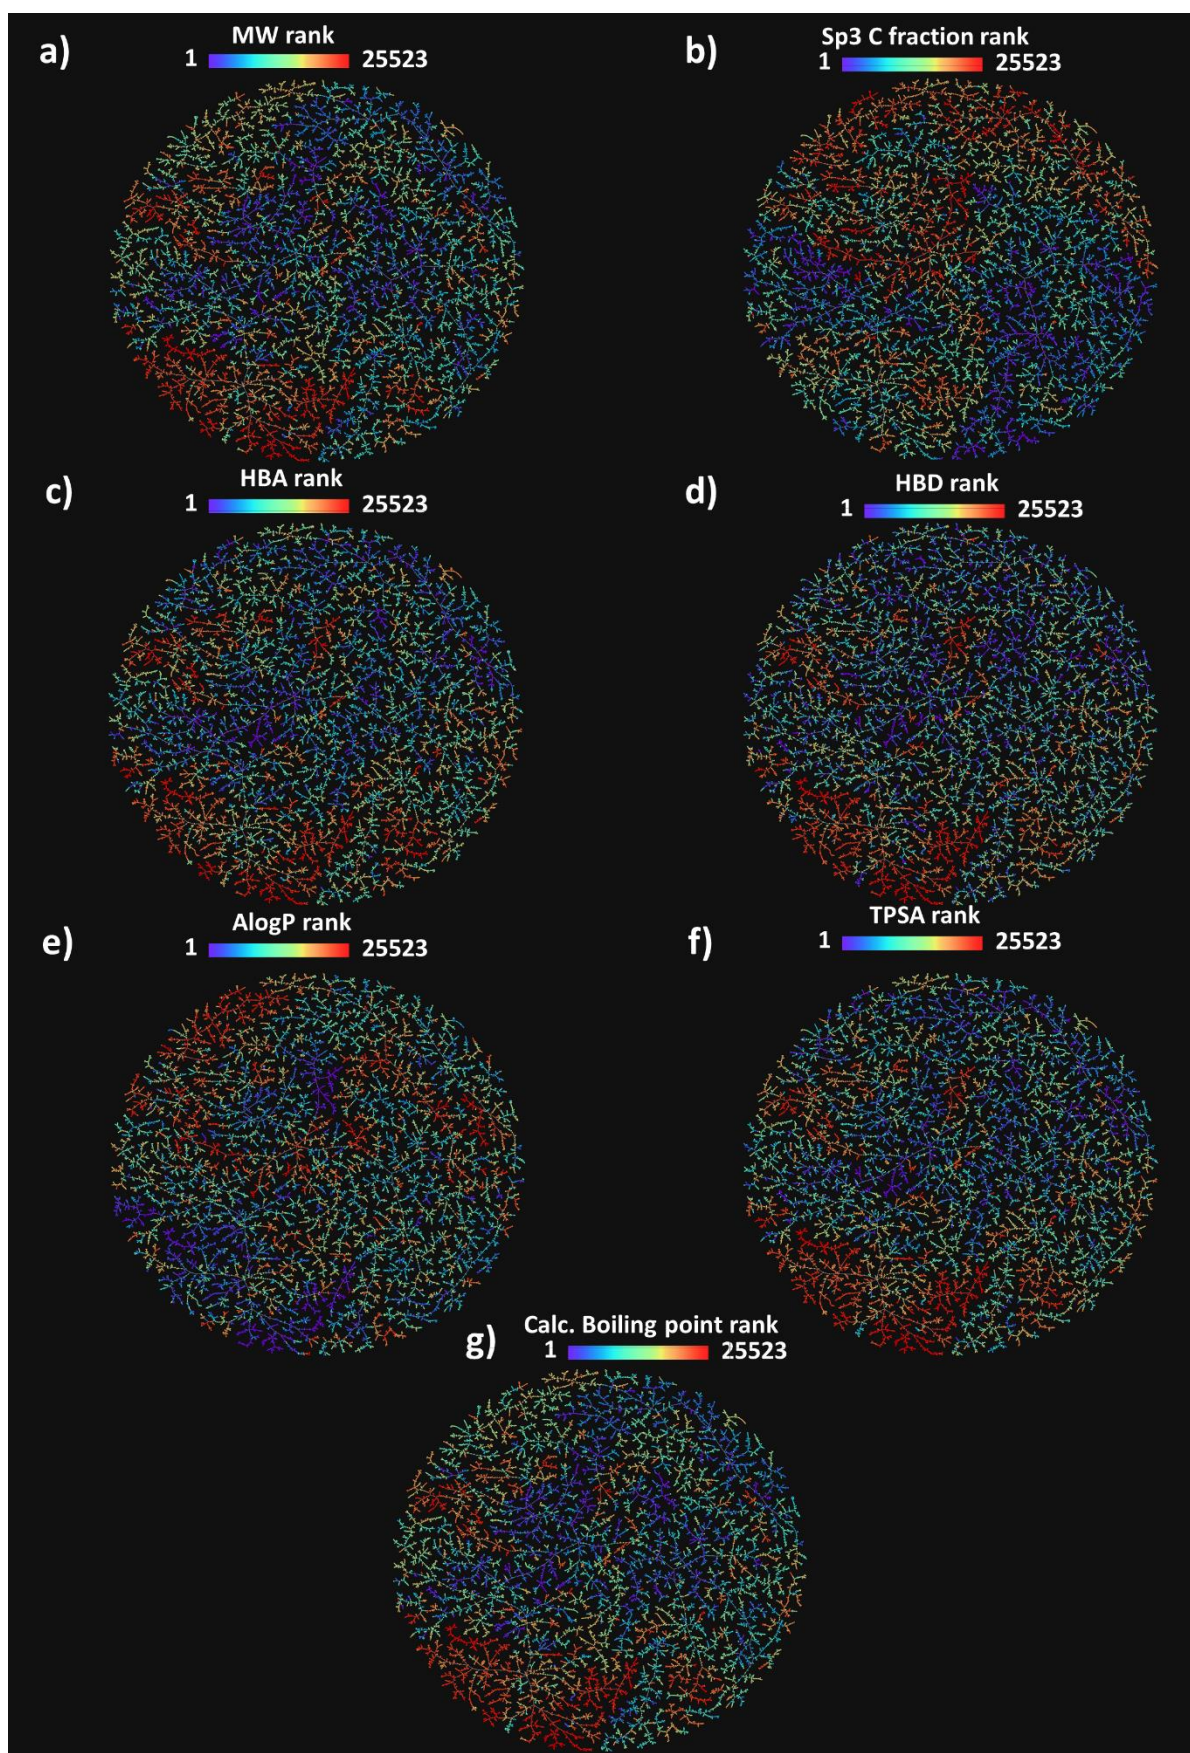 a)
MW rank
1 25523
b)
Sp3 C fraction rank
1 25523
c)
HBA rank
1 25523
d)
HBD rank
1 25523
e)
AlogP rank
1 25523
f)
TPSA rank
1 25523
g)
Calc. Boiling point rank
1 25523